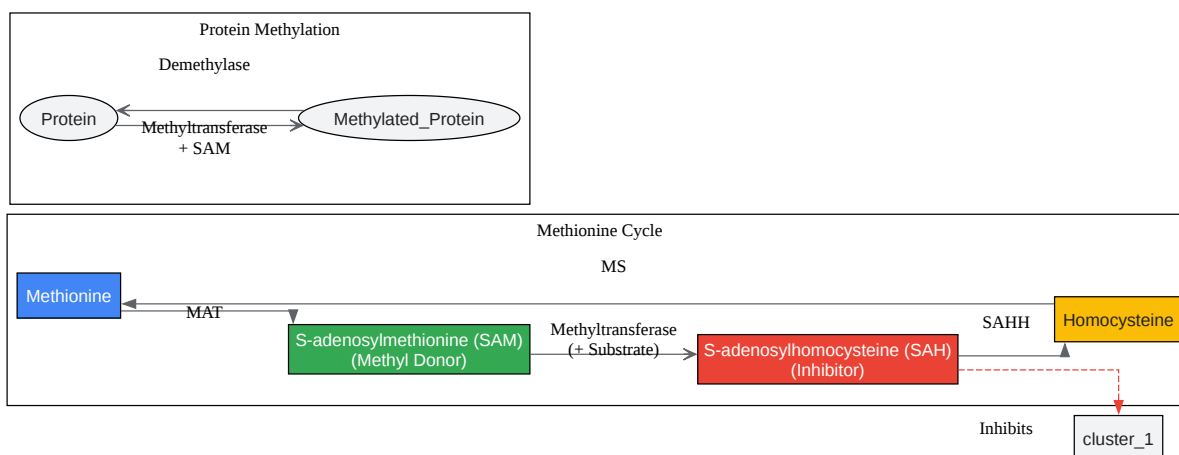 Protein Methylation
Demethylase
Protein
Methylated_Protein
Methyltransferase
+ SAM
Methionine Cycle
MS
Methionine
MAT
S-adenosylmethionine (SAM)
(Methyl Donor)
Methyltransferase
(+ Substrate)
S-adenosylhomocysteine (SAH)
(Inhibitor)
SAHH
Homocysteine
Inhibits
cluster_1